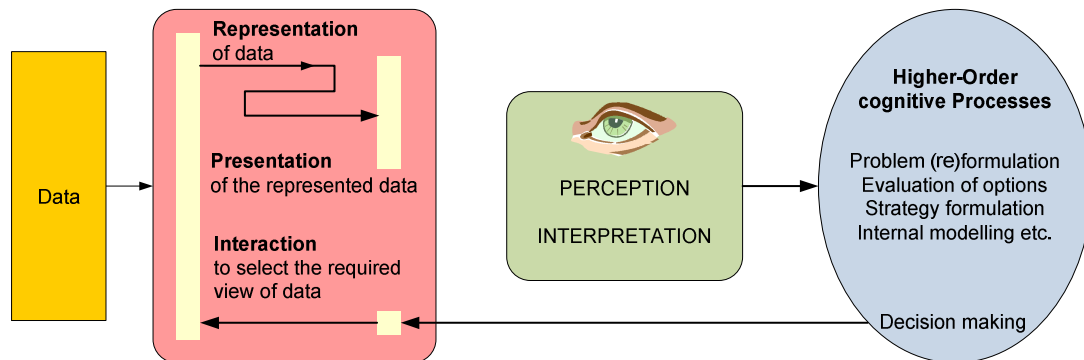 Data
Representation
of data
Presentation
of the represented data
Interaction
to select the required
view of data
PERCEPTION
INTERPRETATION
Higher-Order
cognitive Processes
Problem (re)formulation
Evaluation of options
Strategy formulation
Internal modelling etc.
Decision making